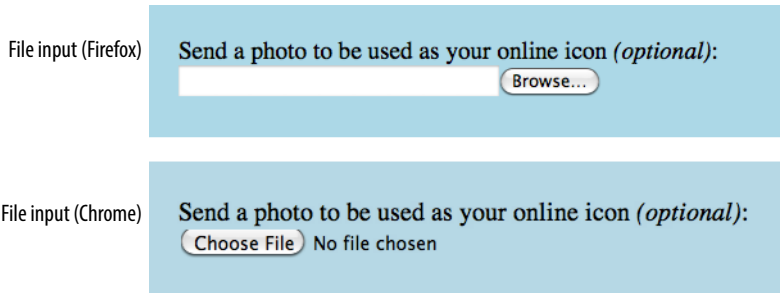 File input (Firefox)
Send a photo to be used as your online icon (optional):
Browse...
File input (Chrome)
Send a photo to be used as your online icon (optional):
Choose File No file chosen